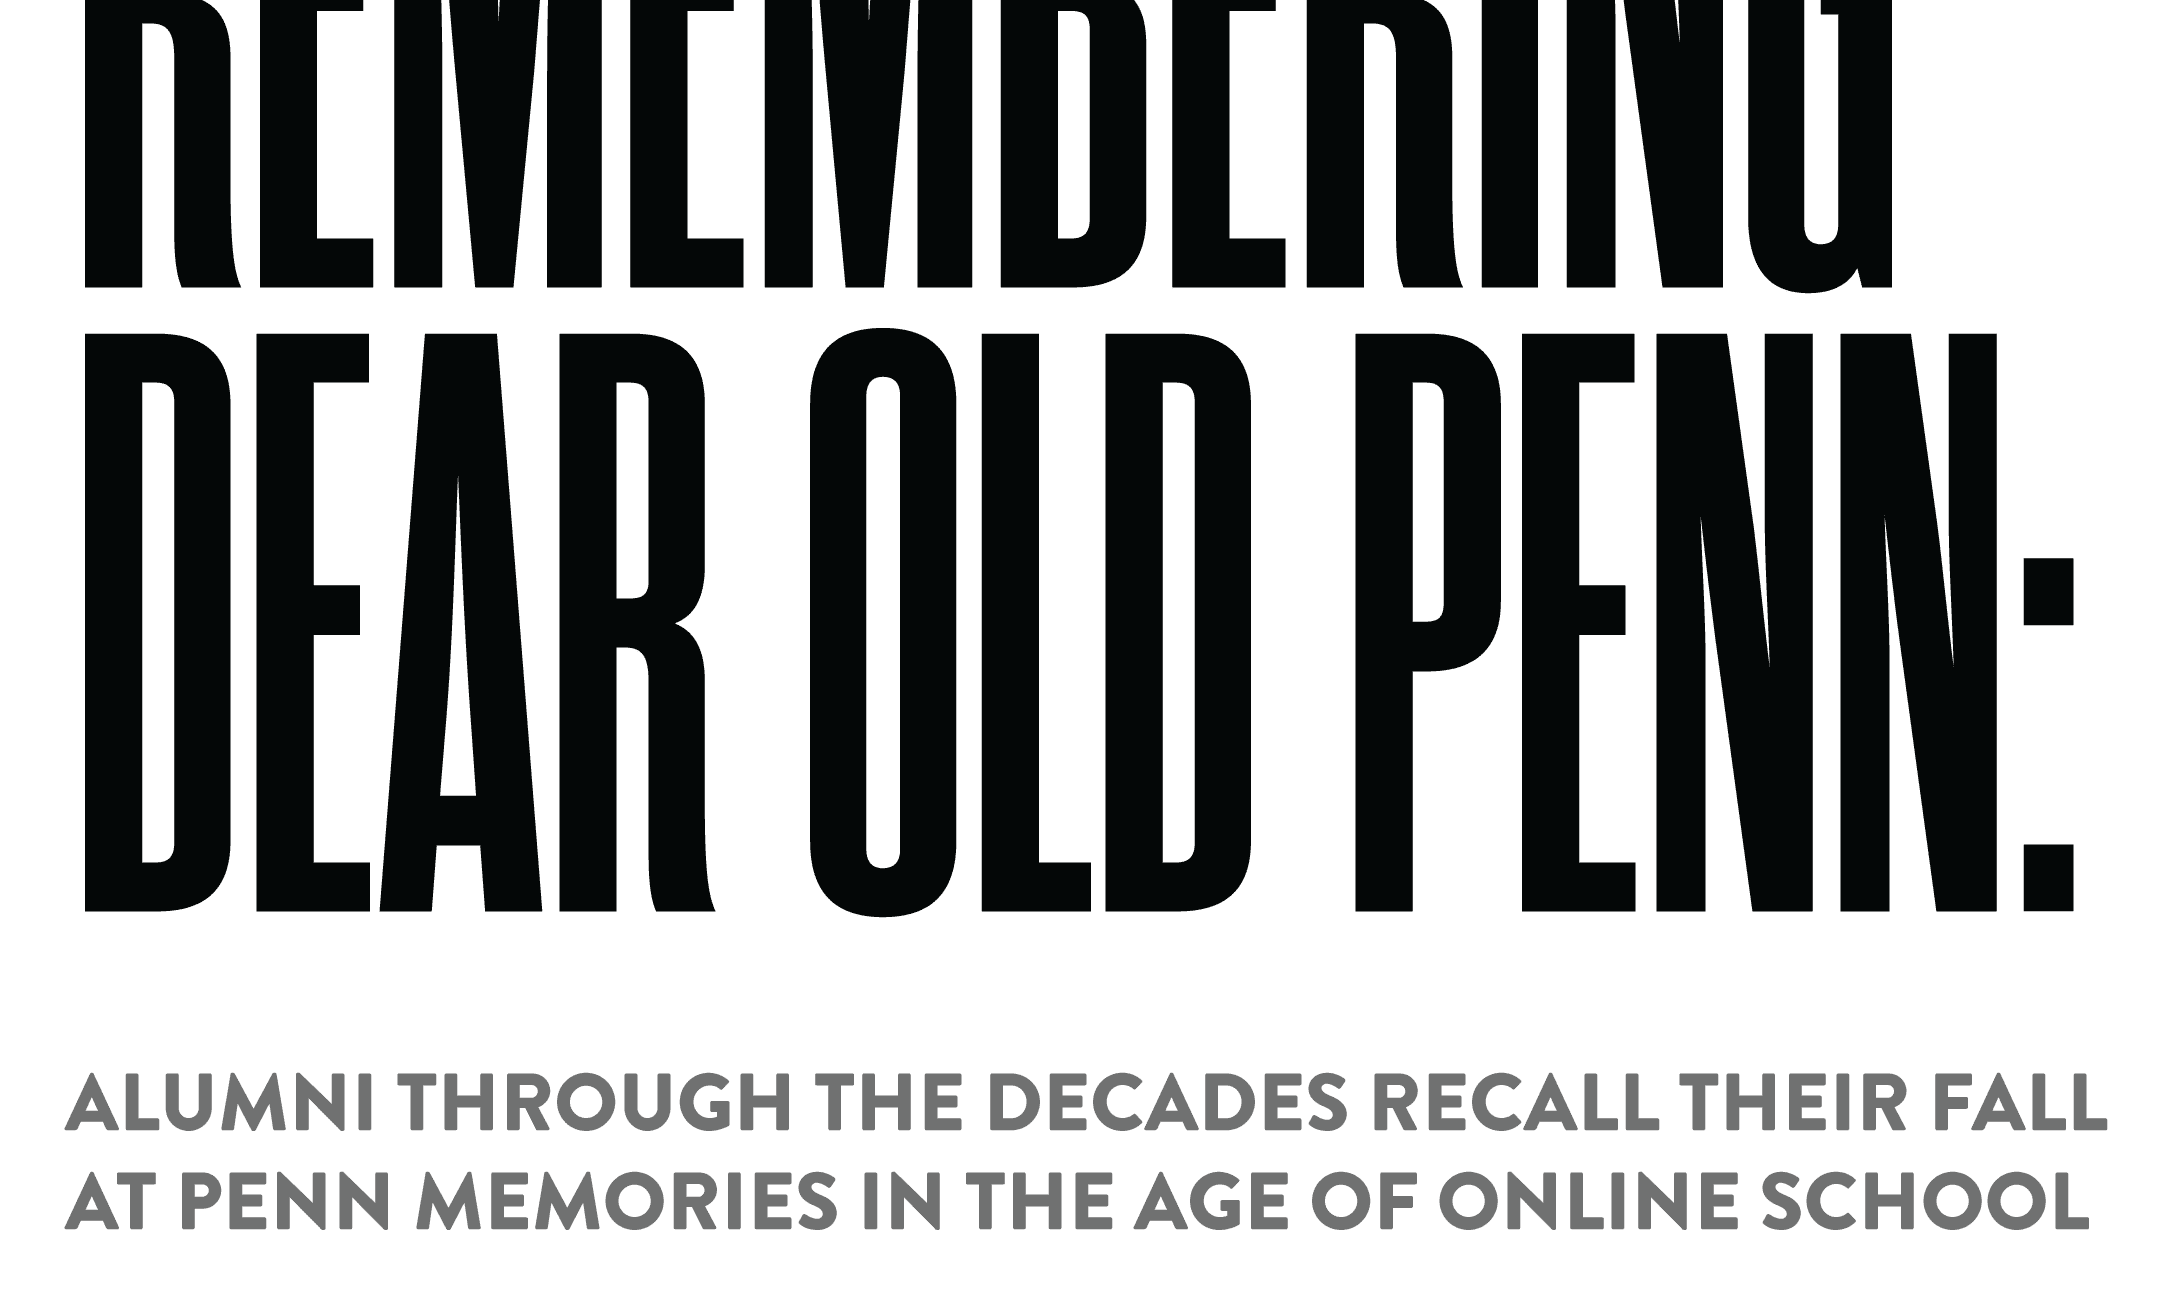 REMEMBERING
DEAR OLD PENN:
ALUMNI THROUGH THE DECADES RECALL THEIR FALL
AT PENN MEMORIES IN THE AGE OF ONLINE SCHOOL